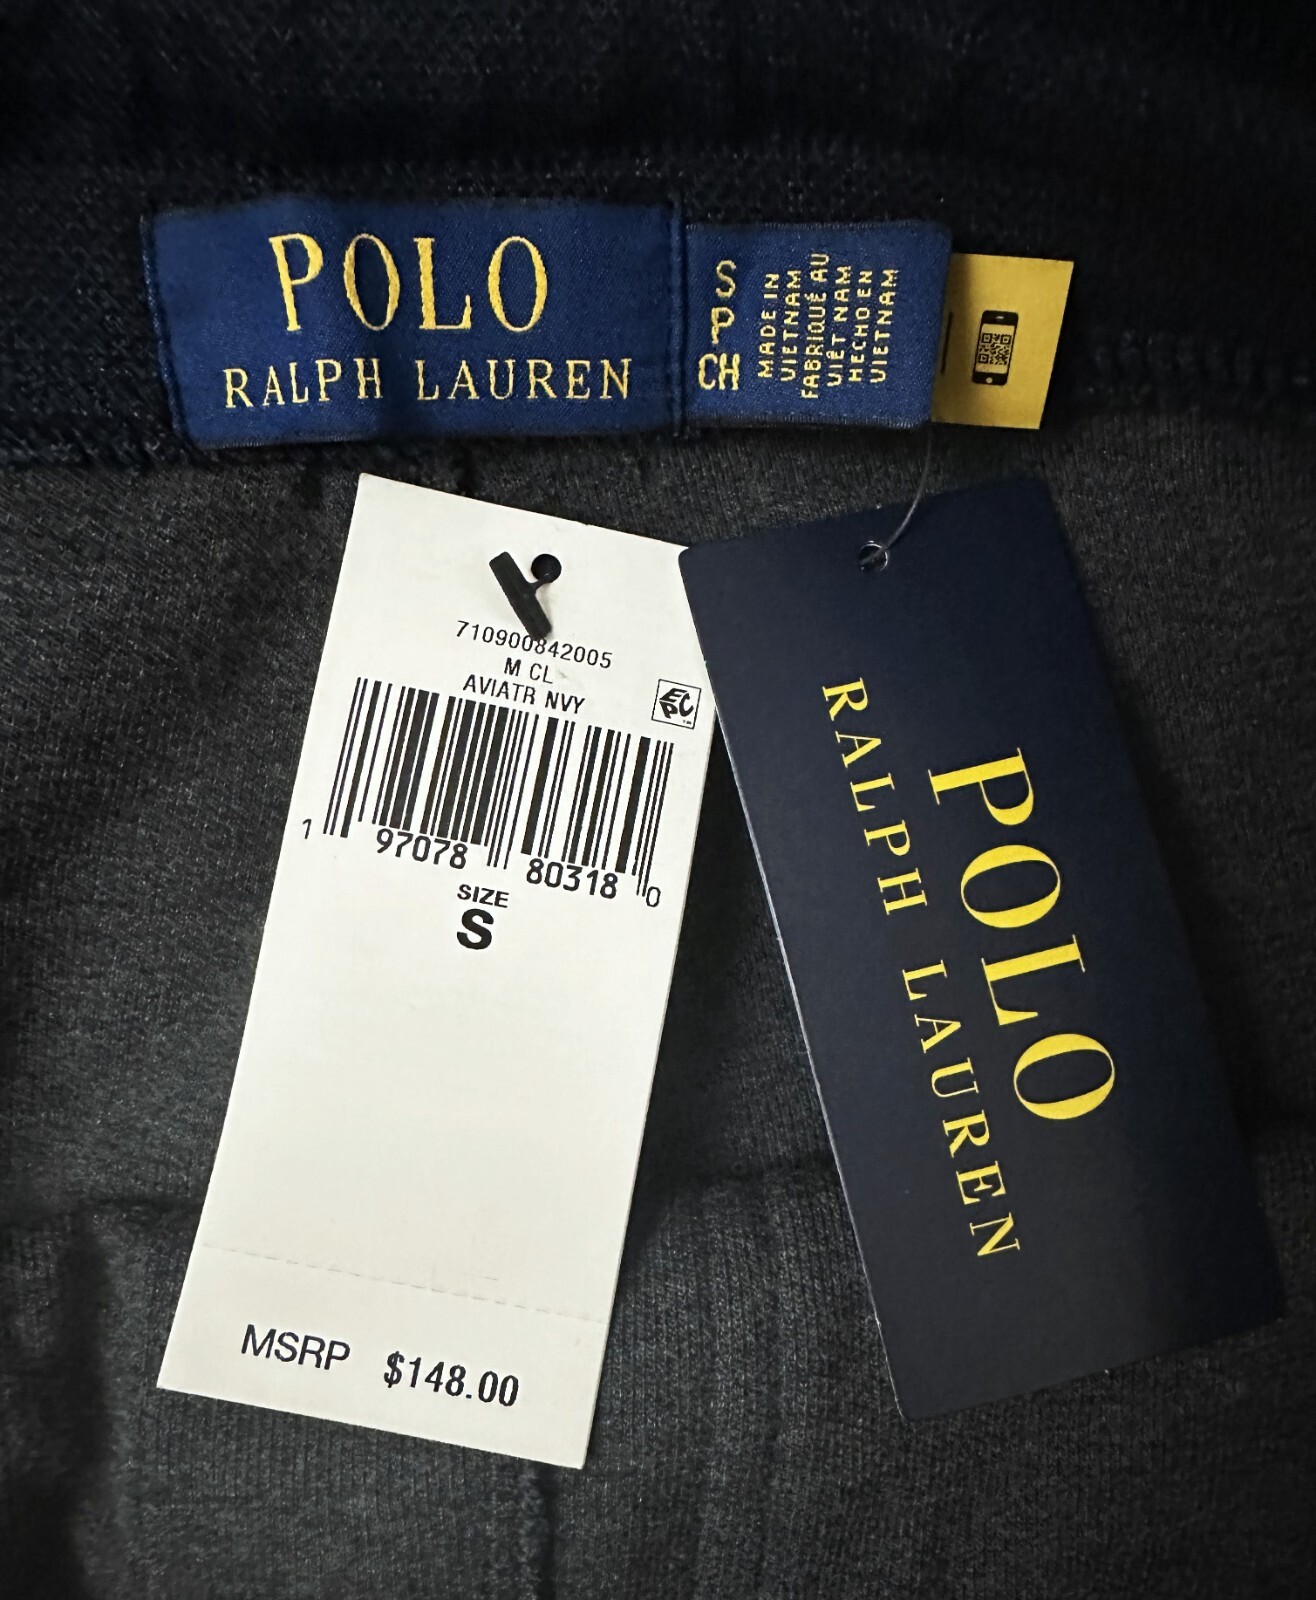 POLO
RALPH LAUREN
S
P
CH
MADE IN
VIETNAM
FABRIQUÉ AU
VIÊT NAM
HECHO EN
VIETNAM
710900842005
M CL
AVIATR NVY
EPC
1 97078 80318 0
SIZE
S
MSRP $148.00
POLO
RALPH LAUREN